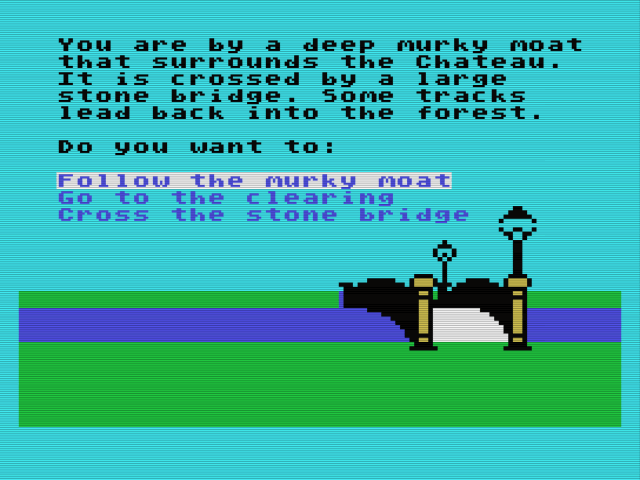 You are by a deep murky moat
that surrounds the Chateau.
It is crossed by a large
stone bridge. Some tracks
lead back into the forest.
Do you want to:
Follow the murky moat
Go to the clearing
Cross the stone bridge